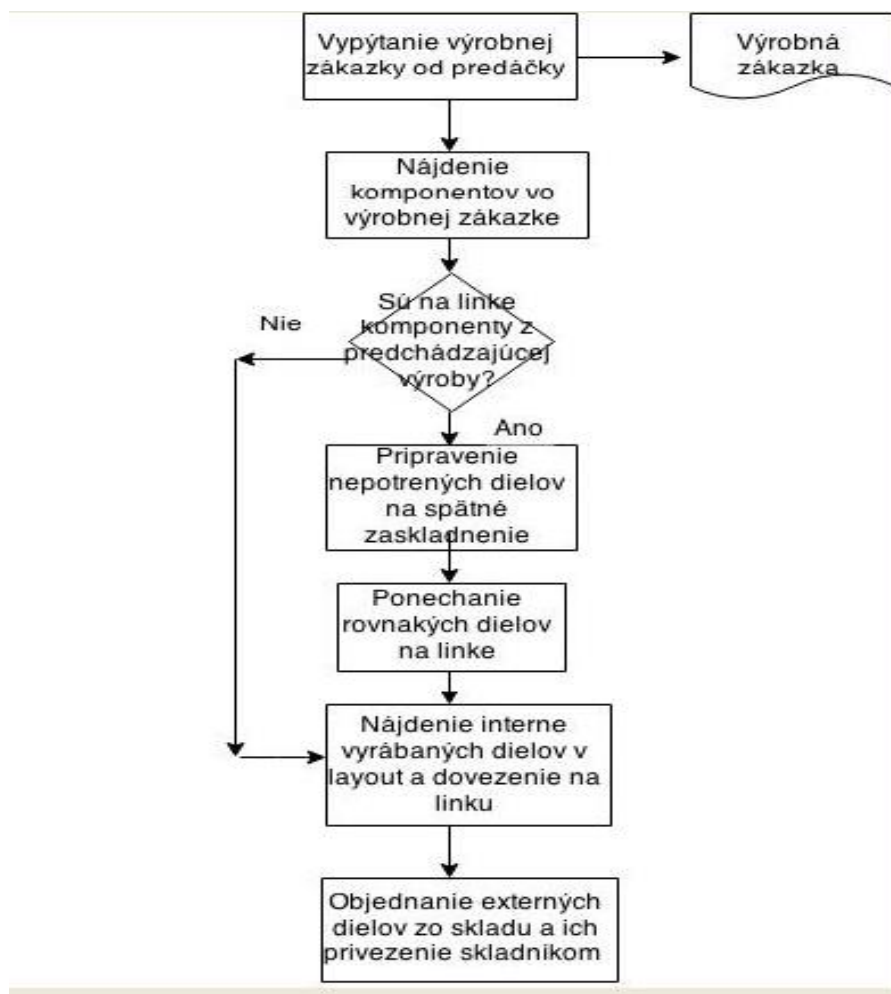 Vypýtanie výrobnej
zákazky od predáčky
Výrobná
zákazka
Nájdenie
komponentov vo
výrobnej zákazke
Sú na linke
komponenty z
predchádzajúcej
výroby?
Nie
Ano
Pripravenie
nepotrených dielov
na spätné
zaskladnenie
Ponechanie
rovnakých dielov
na linke
Nájdenie interne
vyrábaných dielov v
layout a dovezenie na
linku
Objednanie externých
dielov zo skladu a ich
privezenie skladníkom